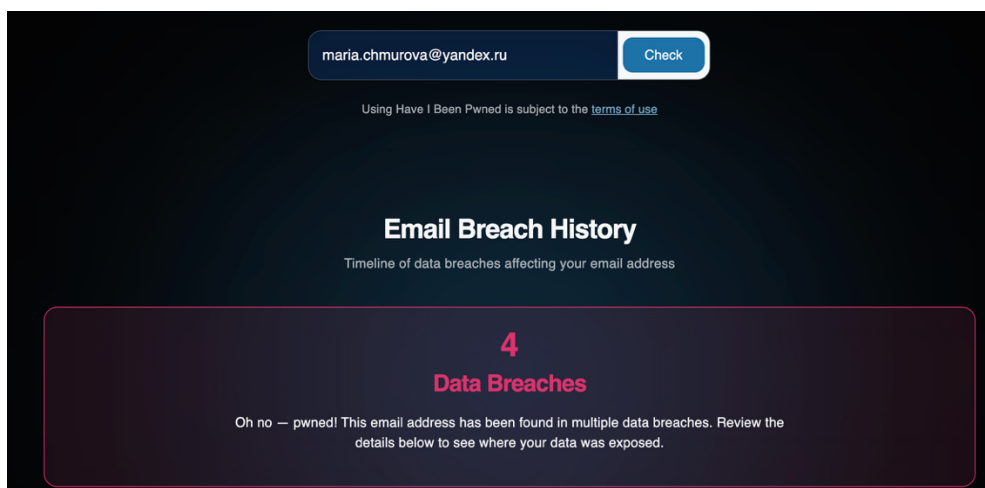 maria.chmurova@yandex.ru
Check
Using Have I Been Pwned is subject to the terms of use
Email Breach History
Timeline of data breaches affecting your email address
4
Data Breaches
Oh no — pwned! This email address has been found in multiple data breaches. Review the
details below to see where your data was exposed.